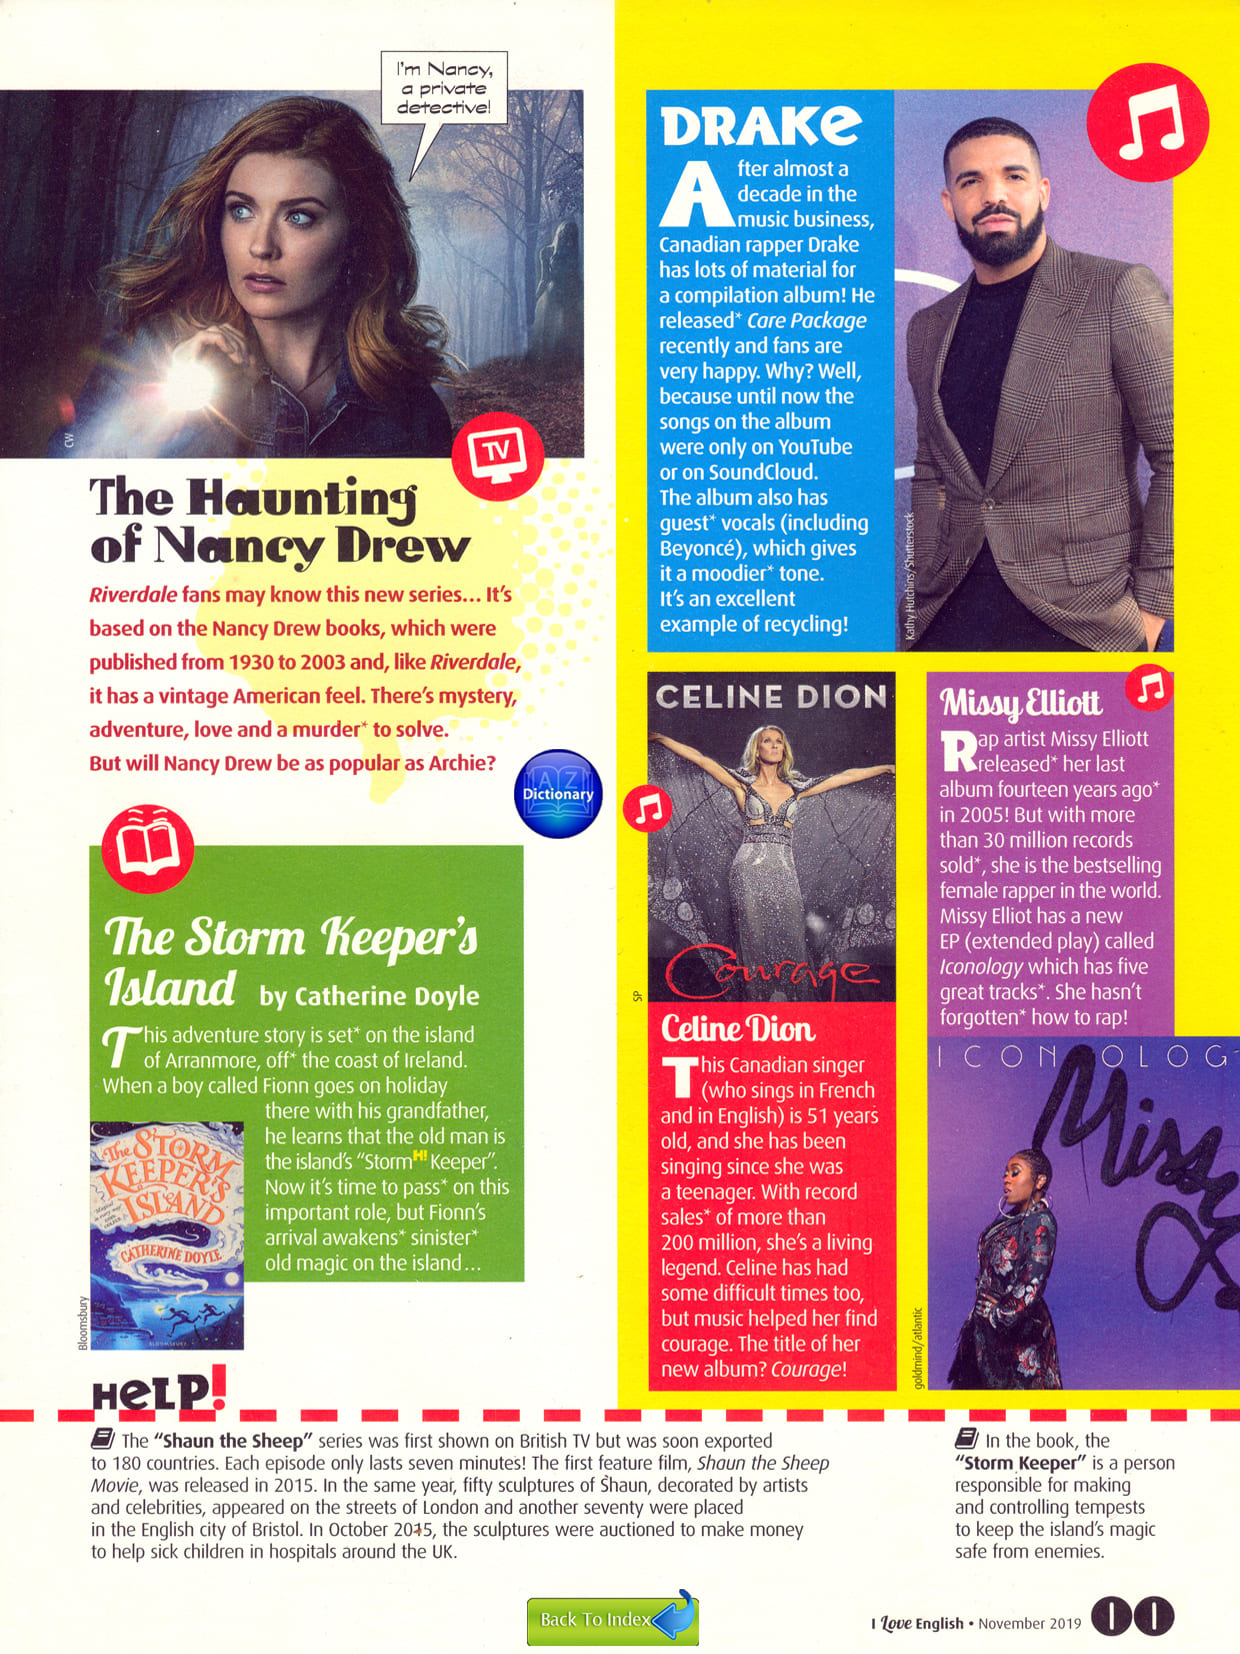 I'm Nancy,
a private
detective!
CW
TV
The Haunting
of Nancy Drew
Riverdale fans may know this new series... It's
based on the Nancy Drew books, which were
published from 1930 to 2003 and, like Riverdale,
it has a vintage American feel. There's mystery,
adventure, love and a murder* to solve.
But will Nancy Drew be as popular as Archie?
A Z
Dictionary
The Storm Keeper's
Island by Catherine Doyle
This adventure story is set* on the island
of Arranmore, off* the coast of Ireland.
When a boy called Fionn goes on holiday
there with his grandfather,
he learns that the old man is
the island's "Storm H! Keeper".
Now it's time to pass* on this
important role, but Fionn's
arrival awakens* sinister*
old magic on the island...
The STORM
KEEPER'S
ISLAND
CATHERINE DOYLE
BLOOMSBURY
Bloomsbury
DRAKE
After almost a
decade in the
music business,
Canadian rapper Drake
has lots of material for
a compilation album! He
released* Care Package
recently and fans are
very happy. Why? Well,
because until now the
songs on the album
were only on YouTube
or on SoundCloud.
The album also has
guest* vocals (including
Beyoncé), which gives
it a moodier* tone.
It's an excellent
example of recycling!
Kathy Hutchins/Shutterstock
CELINE DION
Courage
SP
Celine Dion
This Canadian singer
(who sings in French
and in English) is 51 years
old, and she has been
singing since she was
a teenager. With record
sales* of more than
200 million, she's a living
legend. Celine has had
some difficult times too,
but music helped her find
courage. The title of her
new album? Courage!
Missy Elliott
Rap artist Missy Elliott
released* her last
album fourteen years ago*
in 2005! But with more
than 30 million records
sold*, she is the bestselling
female rapper in the world.
Missy Elliot has a new
EP (extended play) called
Iconology which has five
great tracks*. She hasn't
forgotten* how to rap!
ICONOLOG
Missy
goldmind/atlantic
HELP!
The "Shaun the Sheep" series was first shown on British TV but was soon exported
to 180 countries. Each episode only lasts seven minutes! The first feature film, Shaun the Sheep
Movie, was released in 2015. In the same year, fifty sculptures of Shaun, decorated by artists
and celebrities, appeared on the streets of London and another seventy were placed
in the English city of Bristol. In October 2015, the sculptures were auctioned to make money
to help sick children in hospitals around the UK.
In the book, the
"Storm Keeper" is a person
responsible for making
and controlling tempests
to keep the island's magic
safe from enemies.
Back To Index
I Love English • November 2019 11